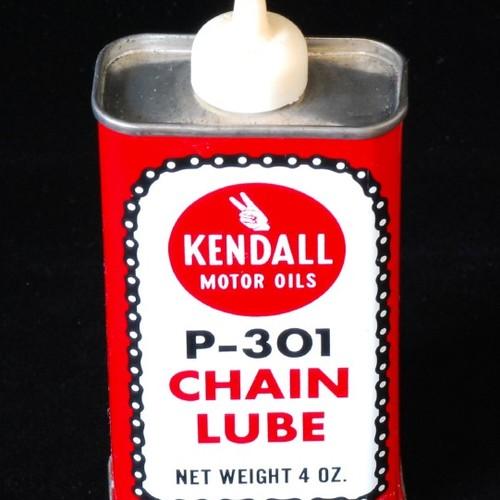 KENDALL
MOTOR OILS
P-301
CHAIN
LUBE
NET WEIGHT 4 OZ.